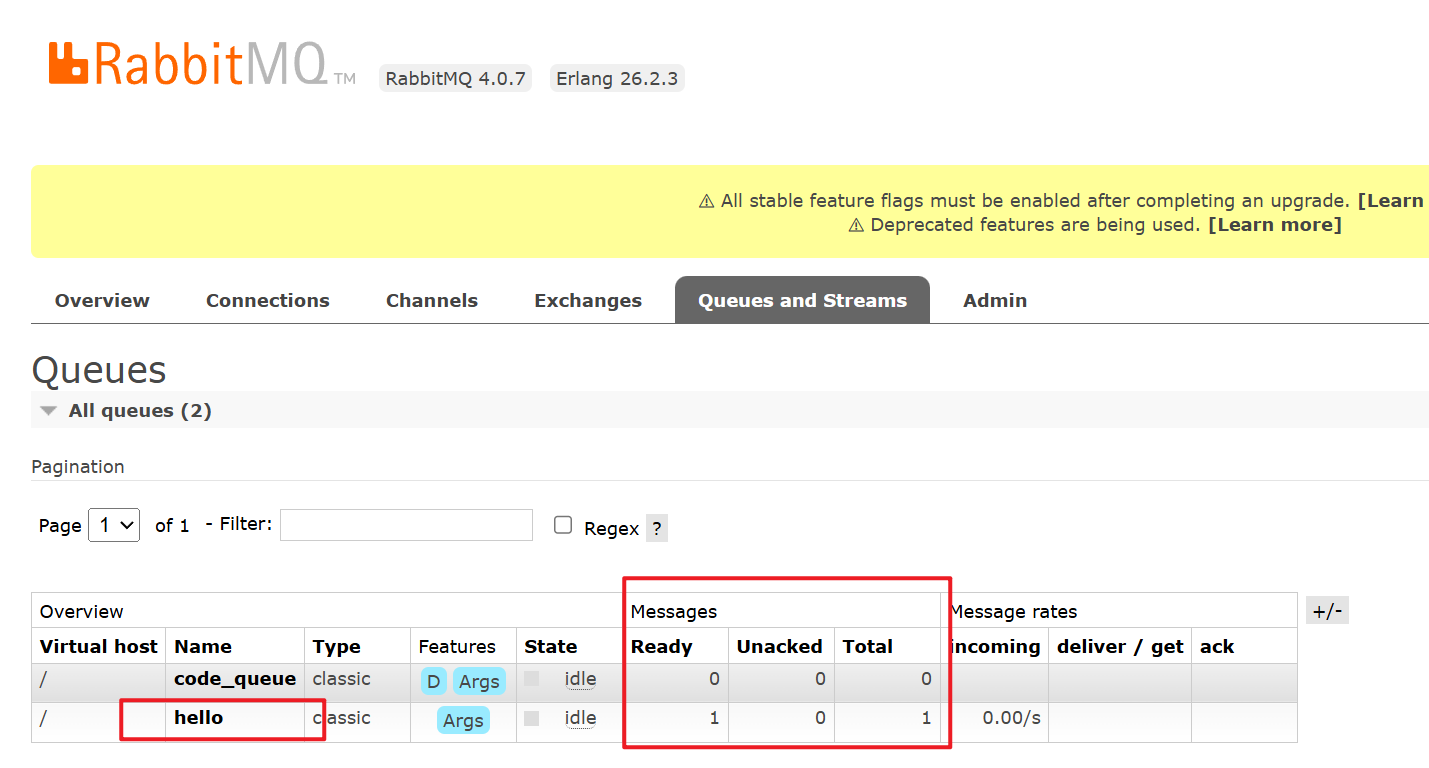 RabbitMQ TM RabbitMQ 4.0.7 Erlang 26.2.3
⚠ All stable feature flags must be enabled after completing an upgrade. [Learn
⚠ Deprecated features are being used. [Learn more]
Overview Connections Channels Exchanges Queues and Streams Admin
Queues
All queues (2)
Pagination
Page 1 of 1 - Filter: Regex ?
Overview Messages Message rates +/-
Virtual host Name Type Features State Ready Unacked Total incoming deliver / get ack
/ code_queue classic D Args idle 0 0 0
/ hello classic Args idle 1 0 1 0.00/s